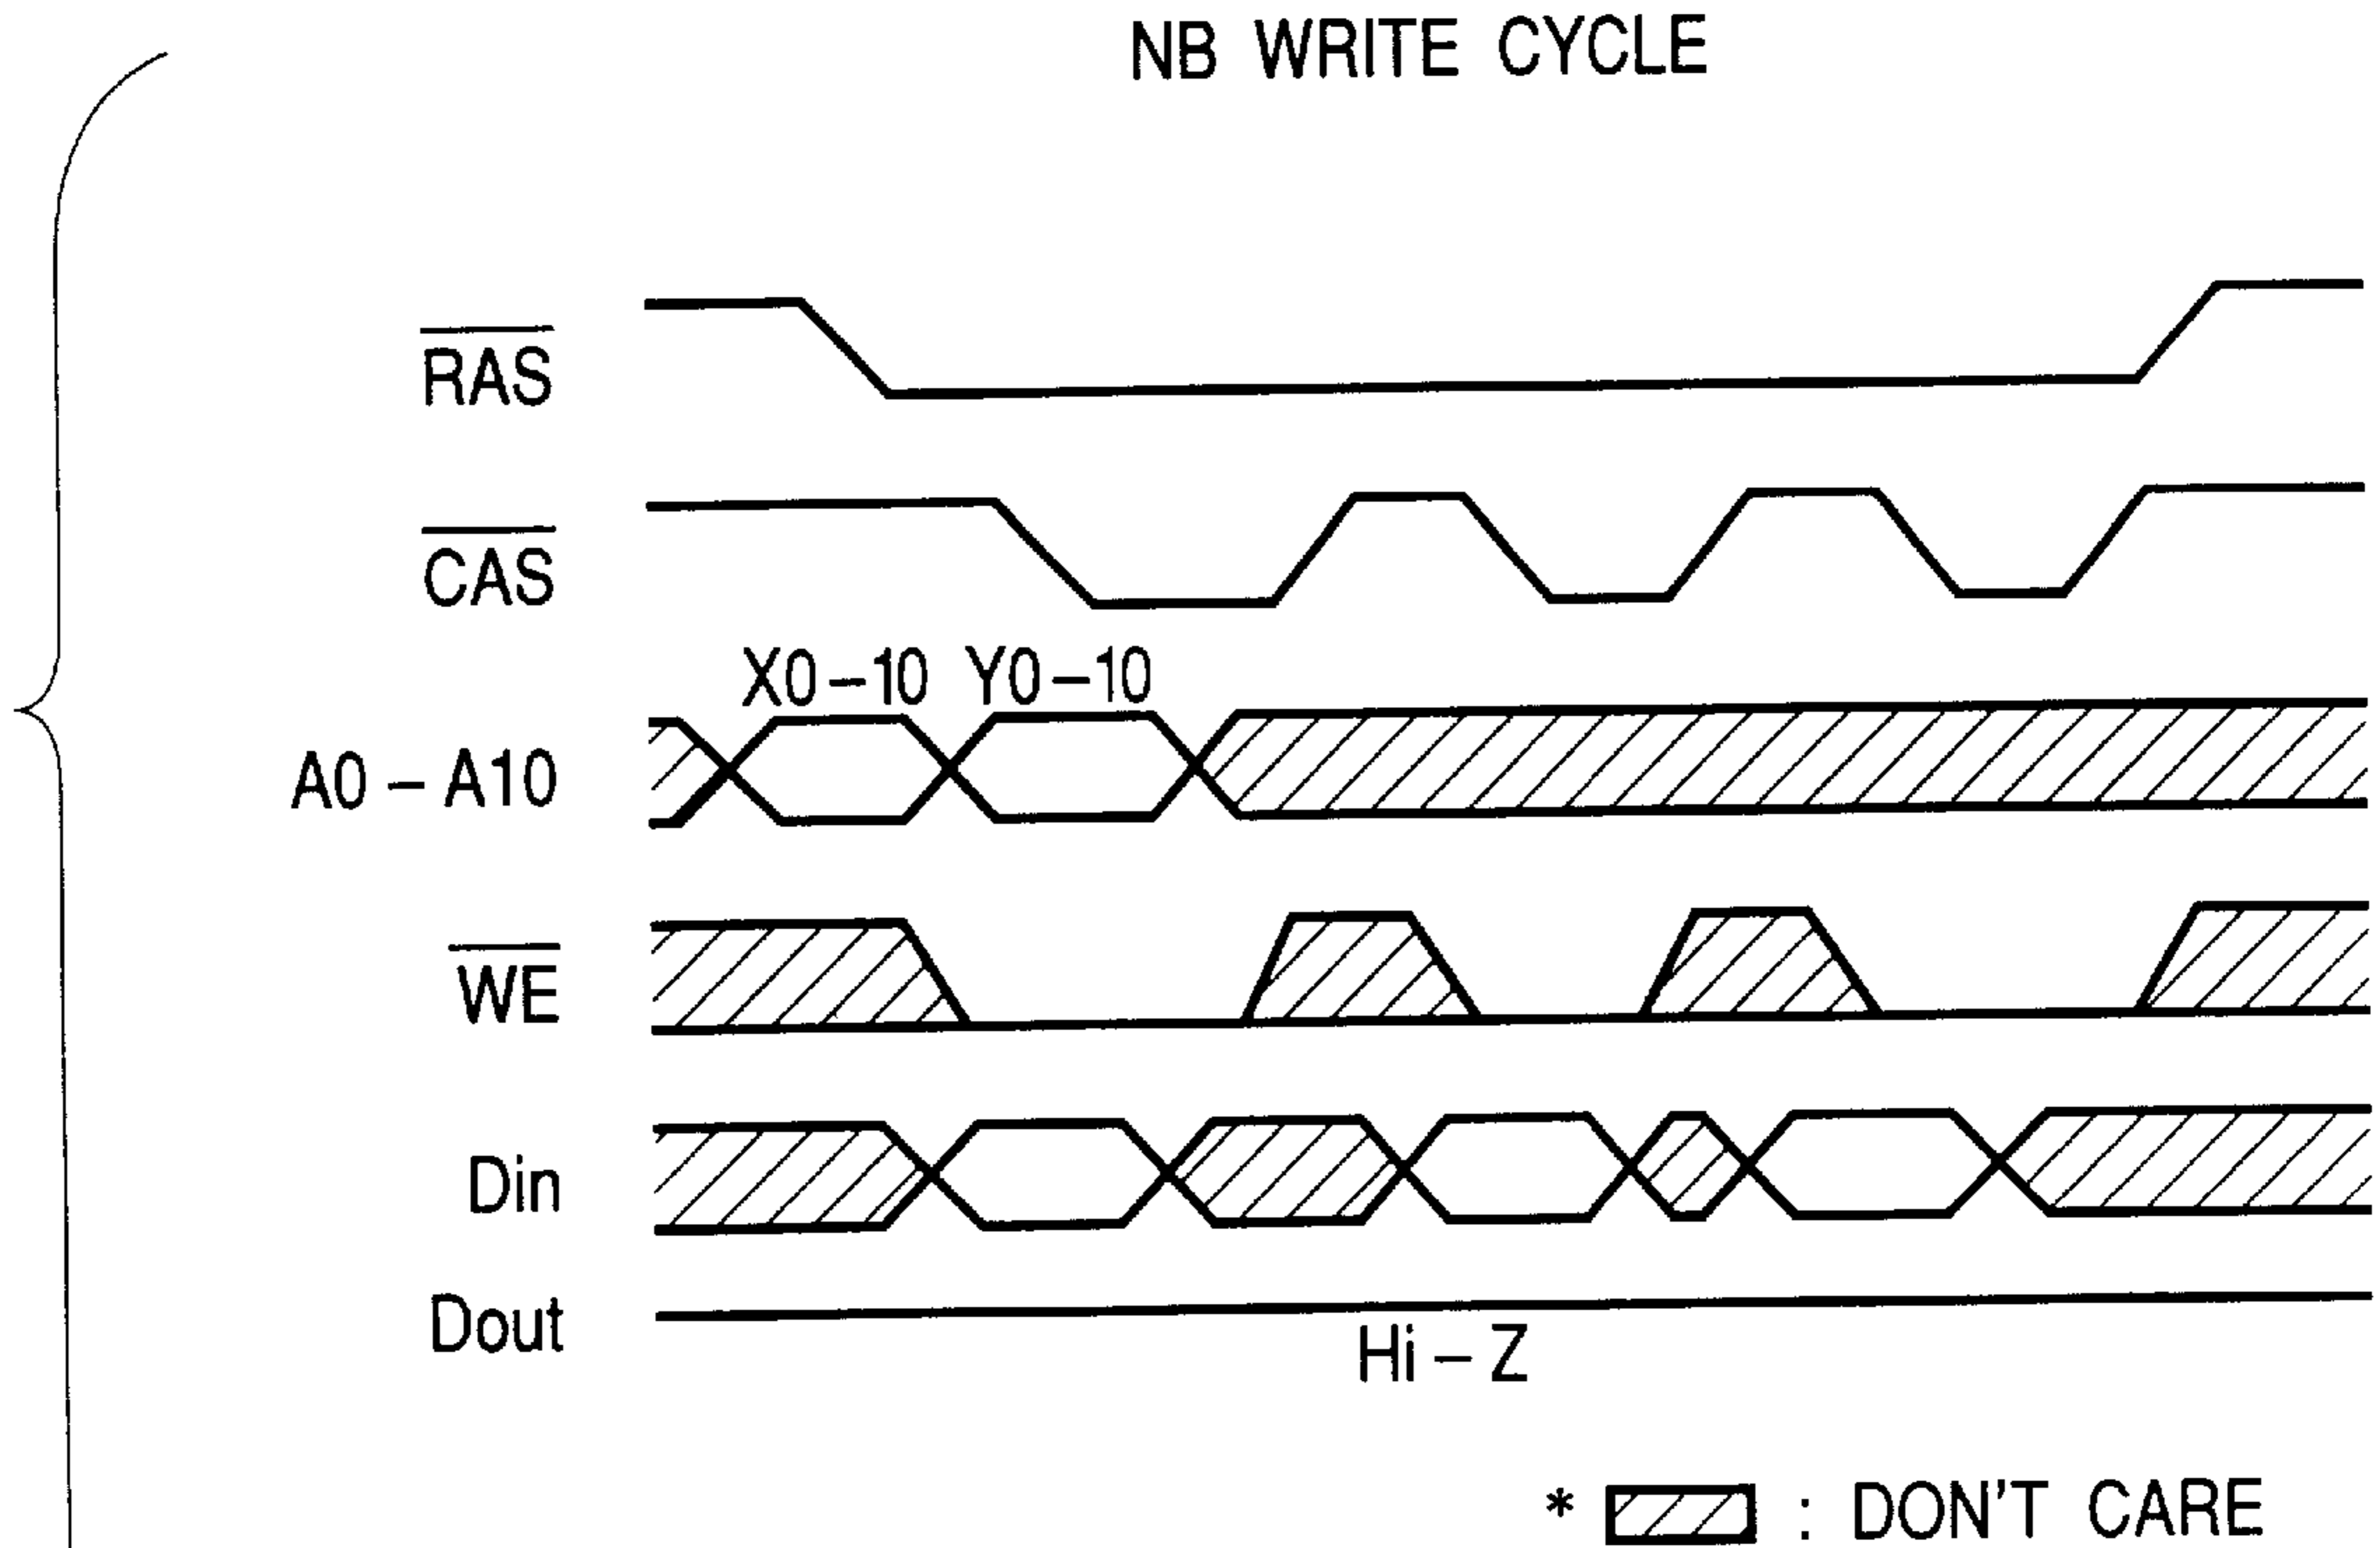 NB WRITE CYCLE
RAS
CAS
X0–10 Y0–10
A0–A10
WE
Din
Dout
Hi–Z
* : DON'T CARE